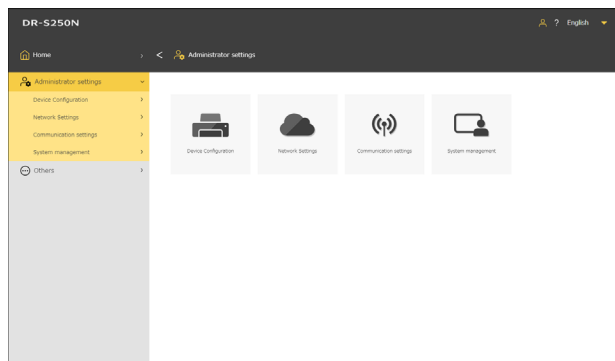 DR-S250N
? English
Home
Administrator settings
Administrator settings
Device Configuration
Network Settings
Communication settings
System management
Others
Device Configuration
Network Settings
Communication settings
System management